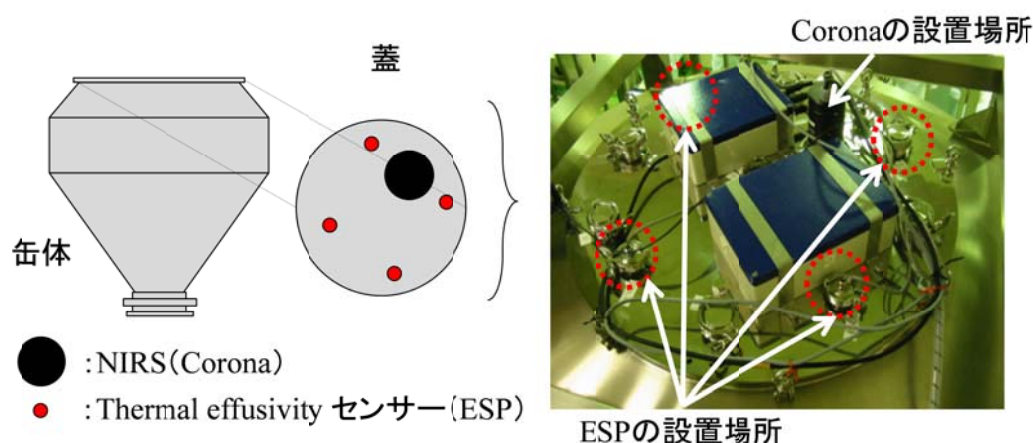 蓋
缶体
:NIRS(Corona)
:Thermal effusivity センサー(ESP)
Coronaの設置場所
ESPの設置場所